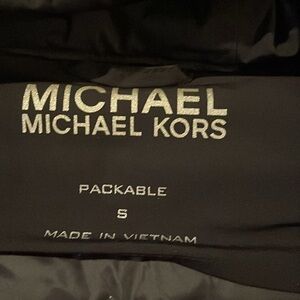 MICHAEL
MICHAEL KORS
PACKABLE
S
MADE IN VIETNAM